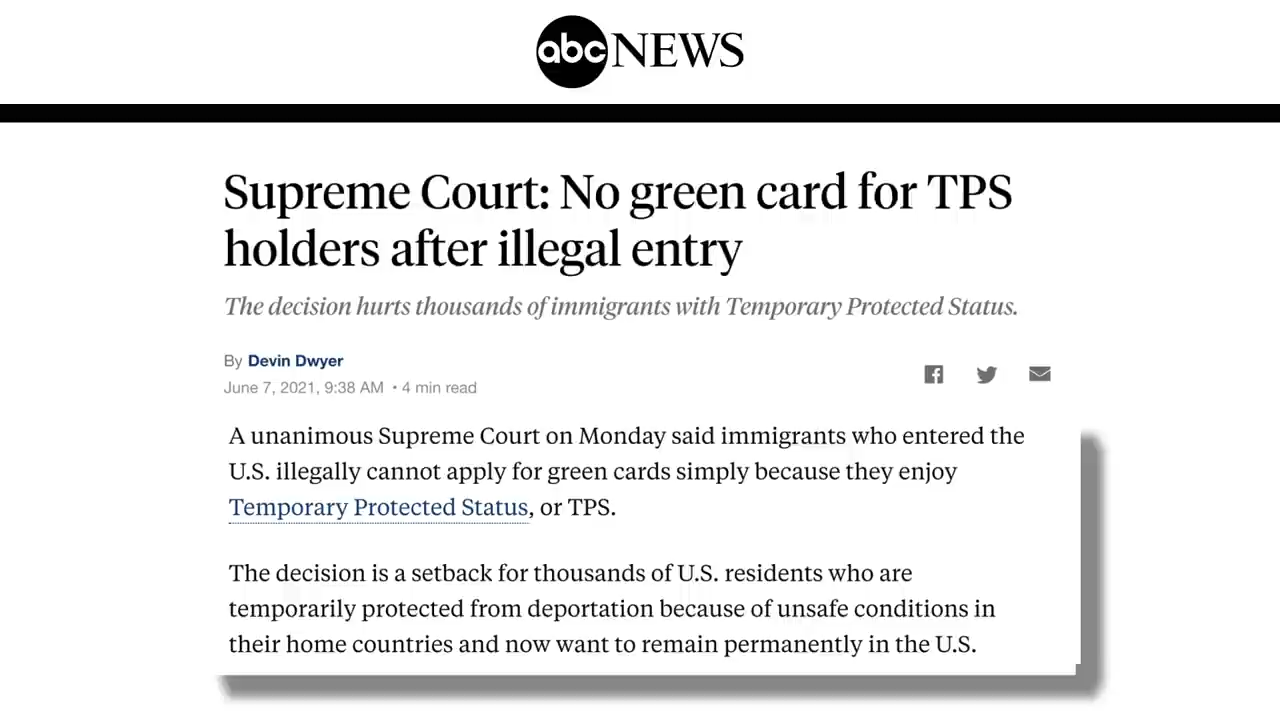 abc NEWS
Supreme Court: No green card for TPS
holders after illegal entry
The decision hurts thousands of immigrants with Temporary Protected Status.
By Devin Dwyer
June 7, 2021, 9:38 AM • 4 min read
A unanimous Supreme Court on Monday said immigrants who entered the
U.S. illegally cannot apply for green cards simply because they enjoy
Temporary Protected Status, or TPS.
The decision is a setback for thousands of U.S. residents who are
temporarily protected from deportation because of unsafe conditions in
their home countries and now want to remain permanently in the U.S.